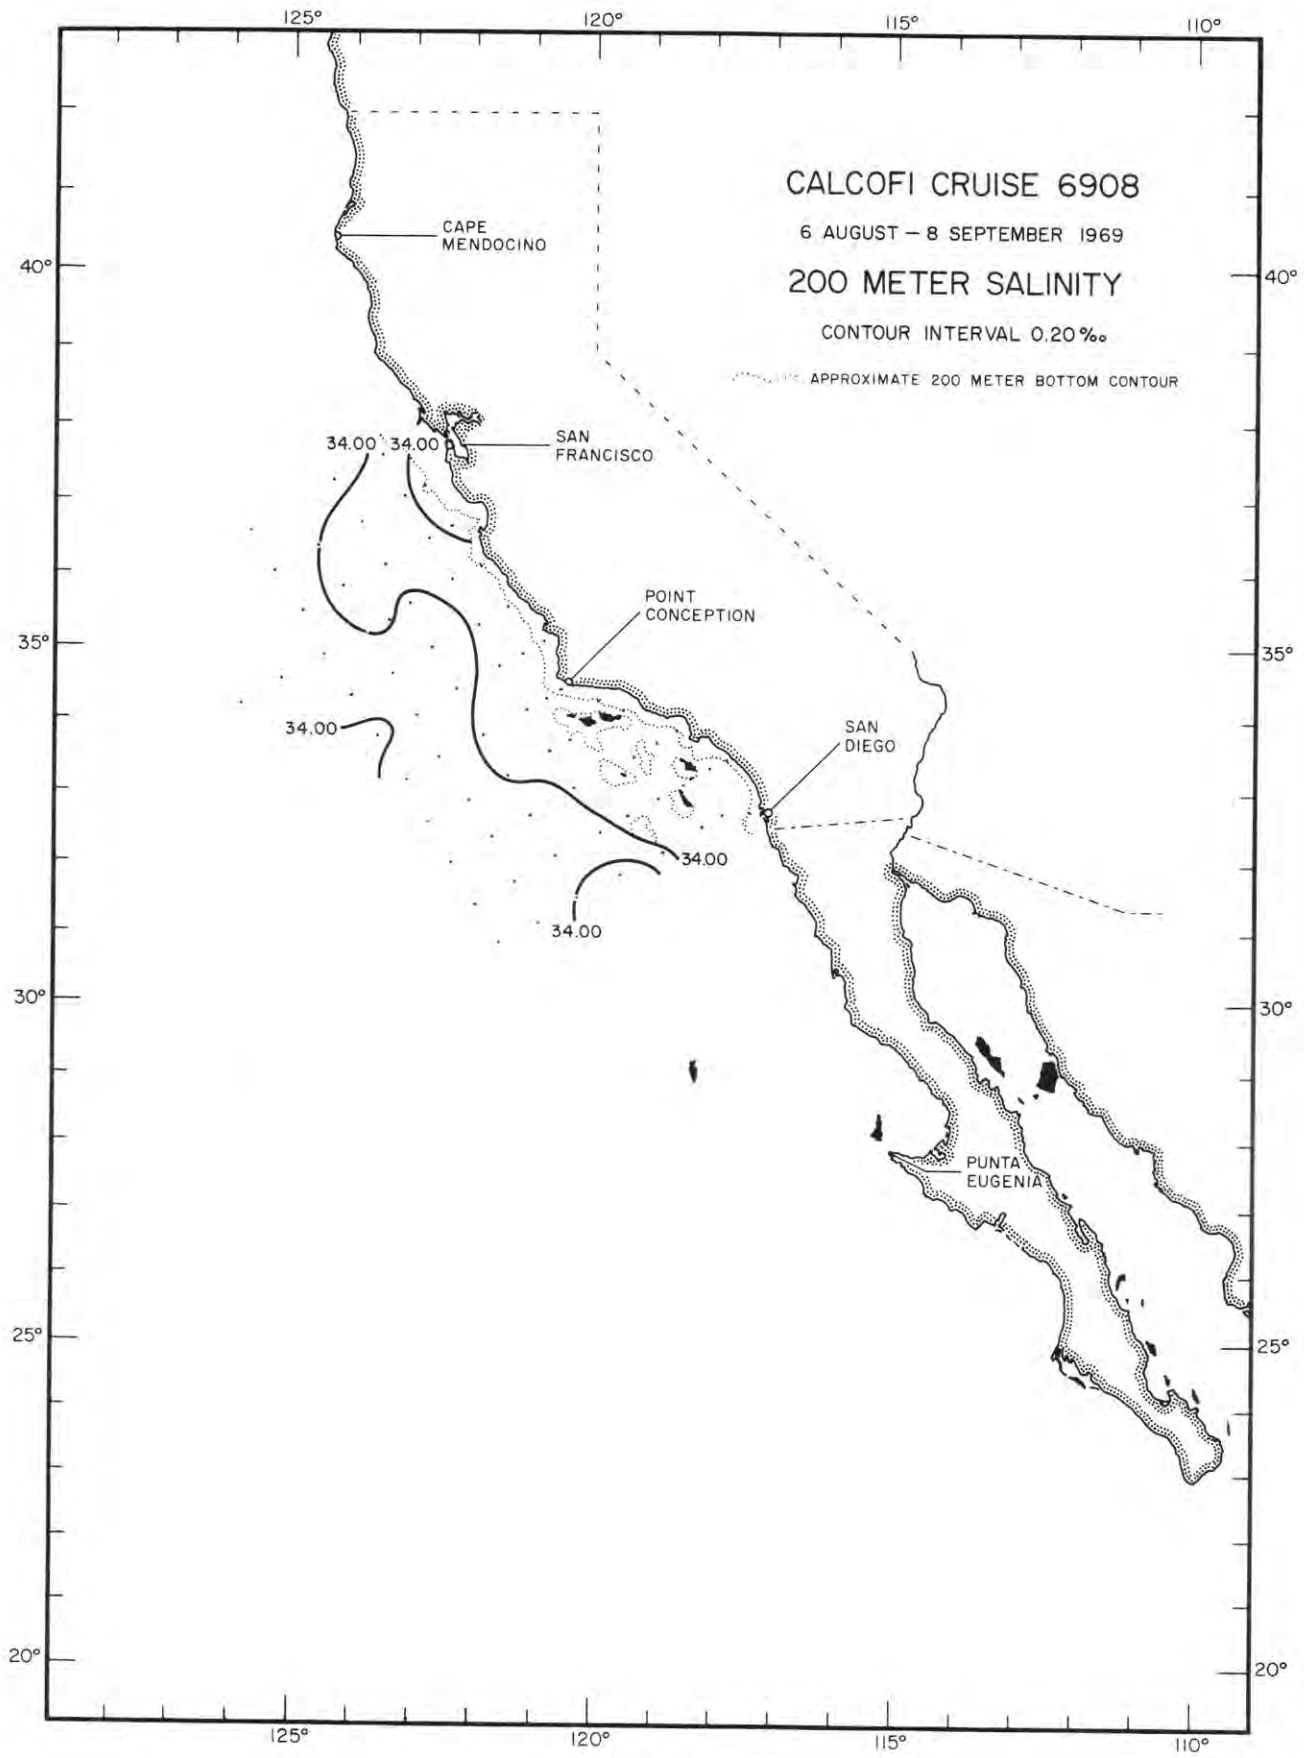 125° 120° 115° 110°
CALCOFI CRUISE 6908
6 AUGUST – 8 SEPTEMBER 1969
200 METER SALINITY
CONTOUR INTERVAL 0.20‰
APPROXIMATE 200 METER BOTTOM CONTOUR
CAPE
MENDOCINO
40° 40°
34.00 34.00
SAN
FRANCISCO
POINT
CONCEPTION
35° 35°
34.00
SAN
DIEGO
34.00
34.00
30° 30°
PUNTA
EUGENIA
25° 25°
20° 20°
125° 120° 115° 110°